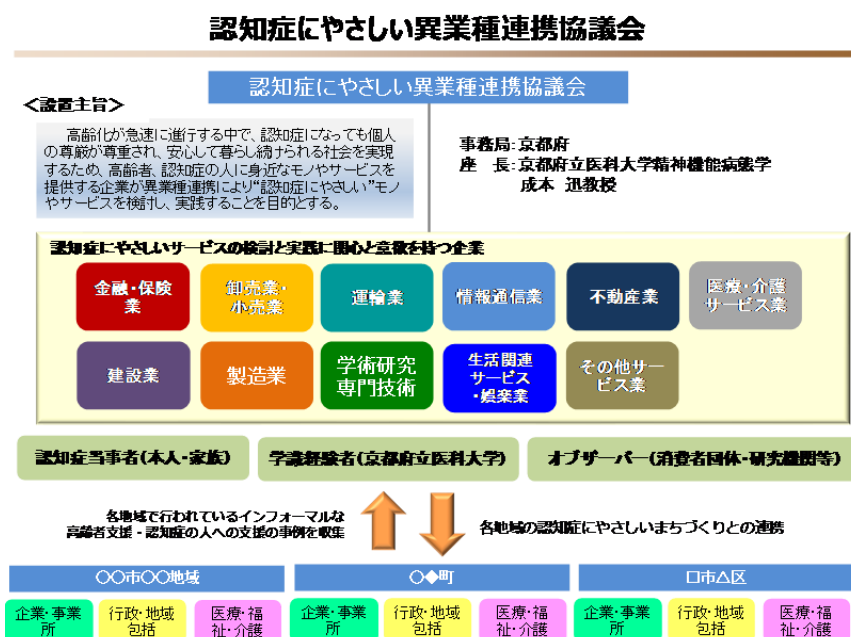 認知症にやさしい異業種連携協議会
認知症にやさしい異業種連携協議会
＜設置主旨＞
高齢化が急速に進行する中で、認知症になっても個人
の尊厳が尊重され、安心して暮らし続けられる社会を実現
するため、高齢者、認知症の人に身近なモノやサービスを
提供する企業が異業種連携により“認知症にやさしい”モノ
やサービスを検討し、実践することを目的とする。
事務局：京都府
座　長：京都府立医科大学精神機能病態学
成本　迅教授
認知症にやさしいサービスの検討と実践に関心と意欲を持つ企業
金融・保険
業
卸売業・
小売業
運輸業
情報通信業
不動産業
医療・介護
サービス業
建設業
製造業
学術研究
専門技術
生活関連
サービス
・娯楽業
その他サー
ビス業
認知症当事者（本人・家族）
学識経験者（京都府立医科大学）
オブザーバー（消費者団体・研究機関等）
各地域で行われているインフォーマルな
高齢者支援・認知症の人への支援の事例を収集
各地域の認知症にやさしいまちづくりとの連携
〇〇市〇〇地域
〇◆町
□市△区
企業・事業
所
行政・地域
包括
医療・福
祉・介護
企業・事業
所
行政・地域
包括
医療・福
祉・介護
企業・事業
所
行政・地域
包括
医療・福
祉・介護